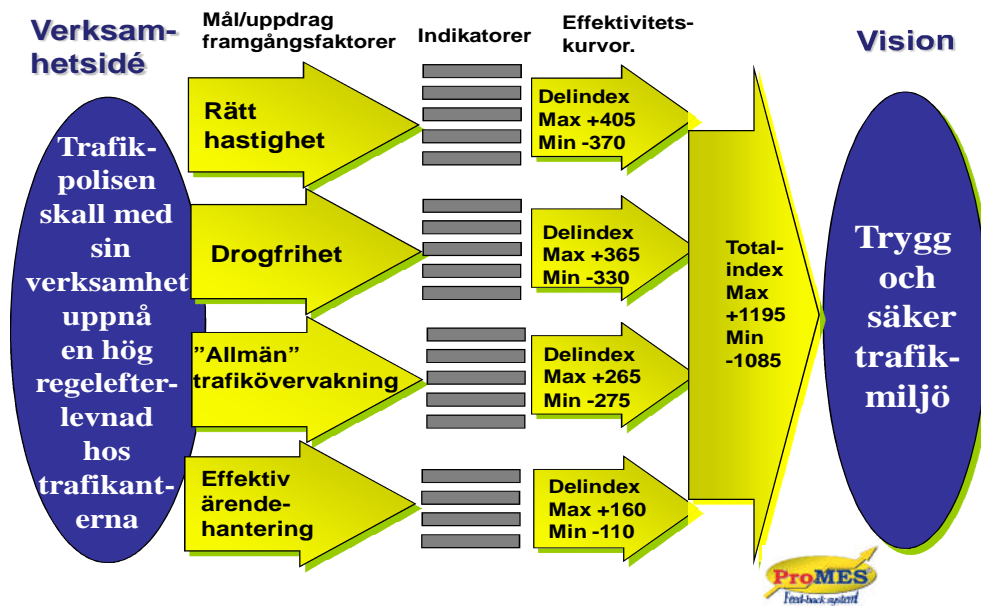 Verksam-
hetsidé
Mål/uppdrag
framgångsfaktorer
Indikatorer
Effektivitets-
kurvor.
Vision
Trafik-
polisen
skall med
sin
verksamhet
uppnå
en hög
regelefter-
levnad
hos
trafikant-
erna
Rätt
hastighet
Delindex
Max +405
Min -370
Drogfrihet
Delindex
Max +365
Min -330
”Allmän”
trafikövervakning
Delindex
Max +265
Min -275
Effektiv
ärende-
hantering
Delindex
Max +160
Min -110
Total-
index
Max
+1195
Min
-1085
Trygg
och
säker
trafik-
miljö
ProMES
Feed-back system